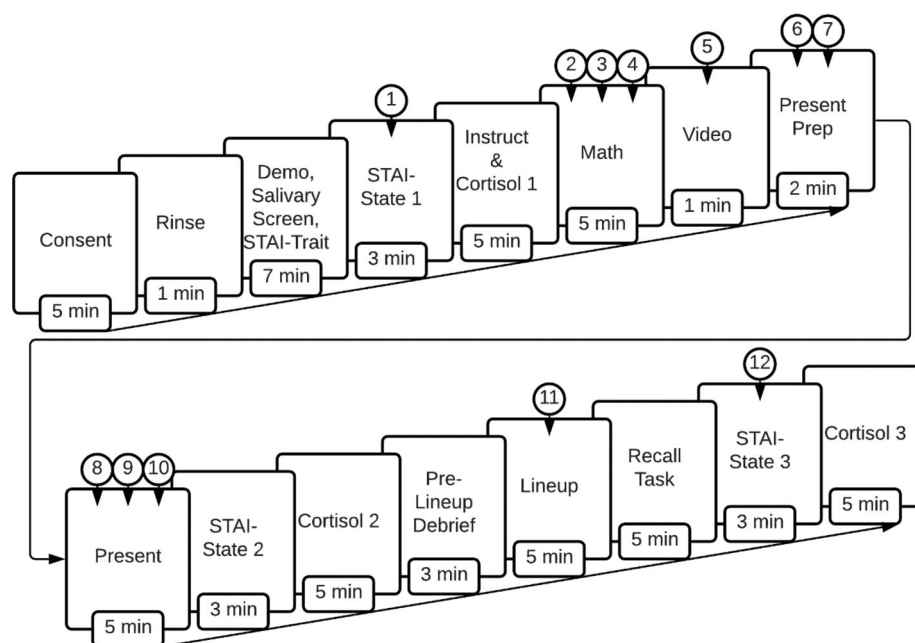 Consent
5 min
Rinse
1 min
Demo,
Salivary
Screen,
STAI-Trait
7 min
1
STAI-
State 1
3 min
Instruct
&
Cortisol 1
5 min
2 3 4
Math
5 min
5
Video
1 min
6 7
Present
Prep
2 min
8 9 10
Present
5 min
STAI-
State 2
3 min
Cortisol 2
5 min
Pre-
Lineup
Debrief
3 min
11
Lineup
5 min
Recall
Task
5 min
12
STAI-
State 3
3 min
Cortisol 3
5 min